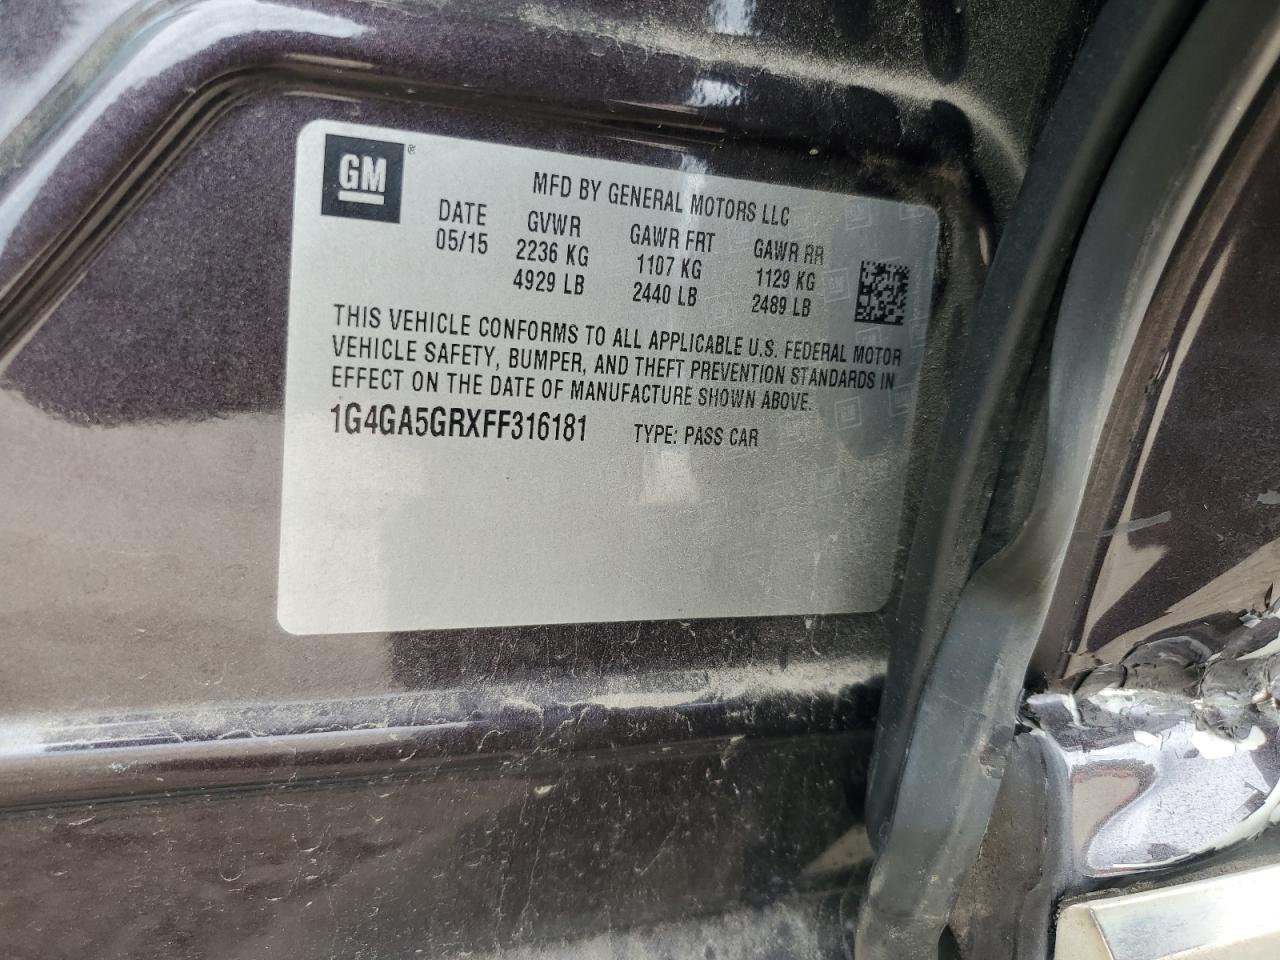 GM®
MFD BY GENERAL MOTORS LLC
DATE GVWR GAWR FRT GAWR RR
05/15 2236 KG 1107 KG 1129 KG
4929 LB 2440 LB 2489 LB
THIS VEHICLE CONFORMS TO ALL APPLICABLE U.S. FEDERAL MOTOR
VEHICLE SAFETY, BUMPER, AND THEFT PREVENTION STANDARDS IN
EFFECT ON THE DATE OF MANUFACTURE SHOWN ABOVE.
1G4GA5GRXFF316181 TYPE: PASS CAR